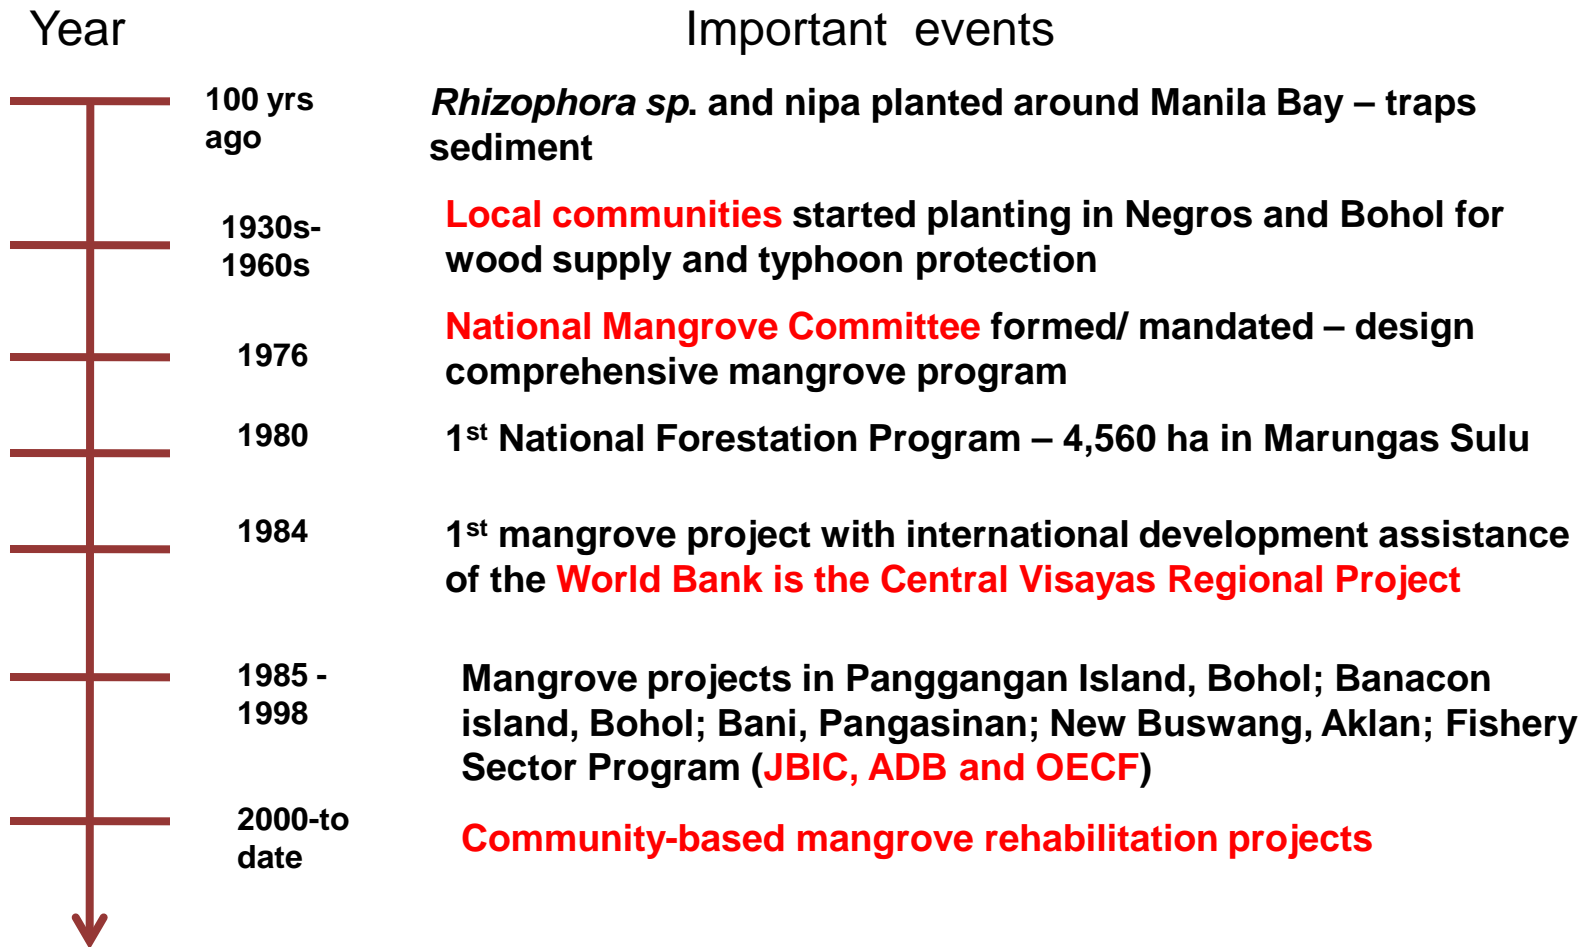 Year
Important events
100 yrs
ago
Rhizophora sp. and nipa planted around Manila Bay – traps
sediment
1930s-
1960s
Local communities started planting in Negros and Bohol for
wood supply and typhoon protection
1976
National Mangrove Committee formed/ mandated – design
comprehensive mangrove program
1980
1st National Forestation Program – 4,560 ha in Marungas Sulu
1984
1st mangrove project with international development assistance
of the World Bank is the Central Visayas Regional Project
1985 -
1998
Mangrove projects in Panggangan Island, Bohol; Banacon
island, Bohol; Bani, Pangasinan; New Buswang, Aklan; Fishery
Sector Program (JBIC, ADB and OECF)
2000-to
date
Community-based mangrove rehabilitation projects